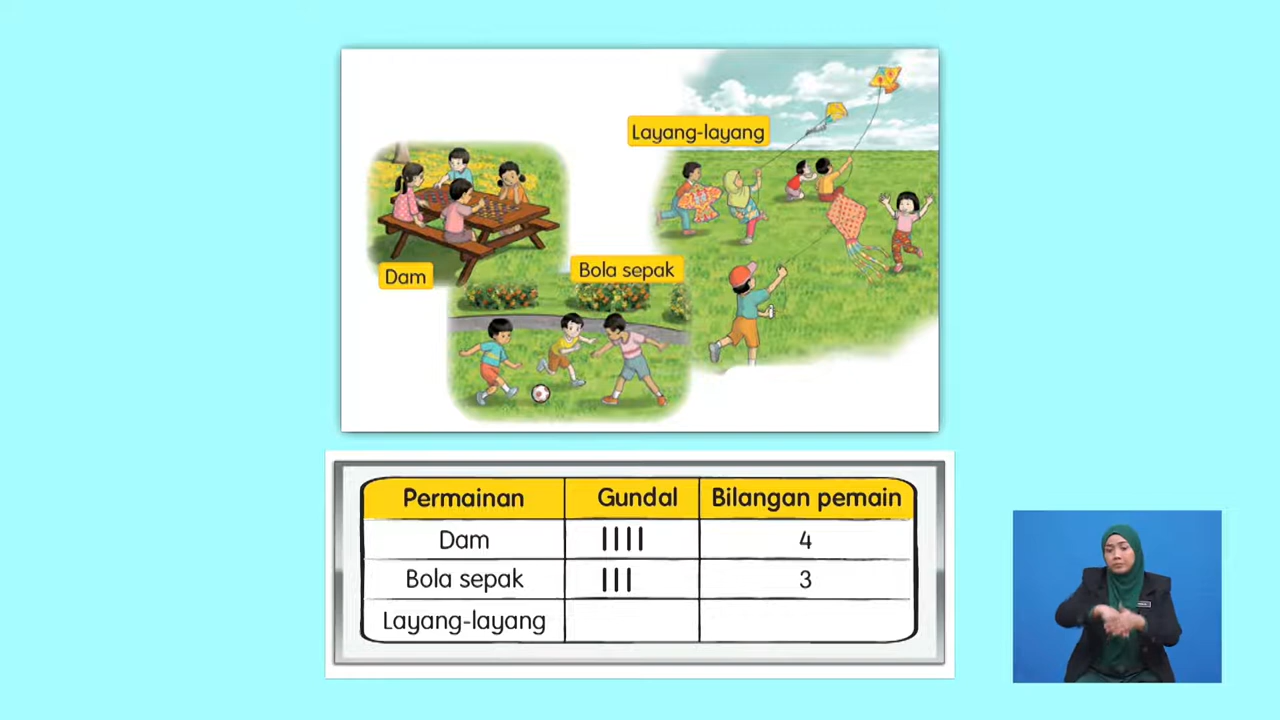 Layang-layang
Dam
Bola sepak
Permainan Gundal Bilangan pemain
Dam 4
Bola sepak 3
Layang-layang